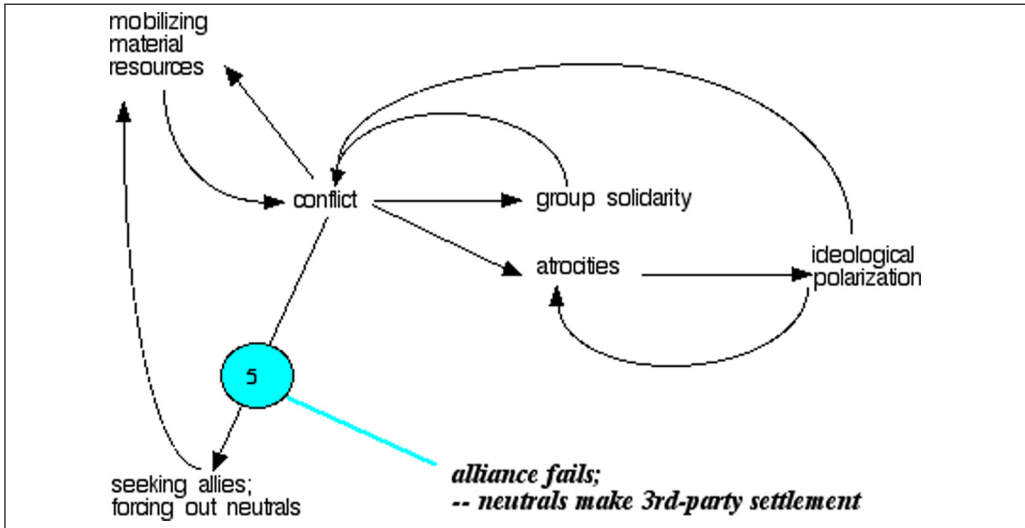 mobilizing
material
resources
conflict
group solidarity
atrocities
ideological
polarization
5
seeking allies;
forcing out neutrals
alliance fails;
-- neutrals make 3rd-party settlement